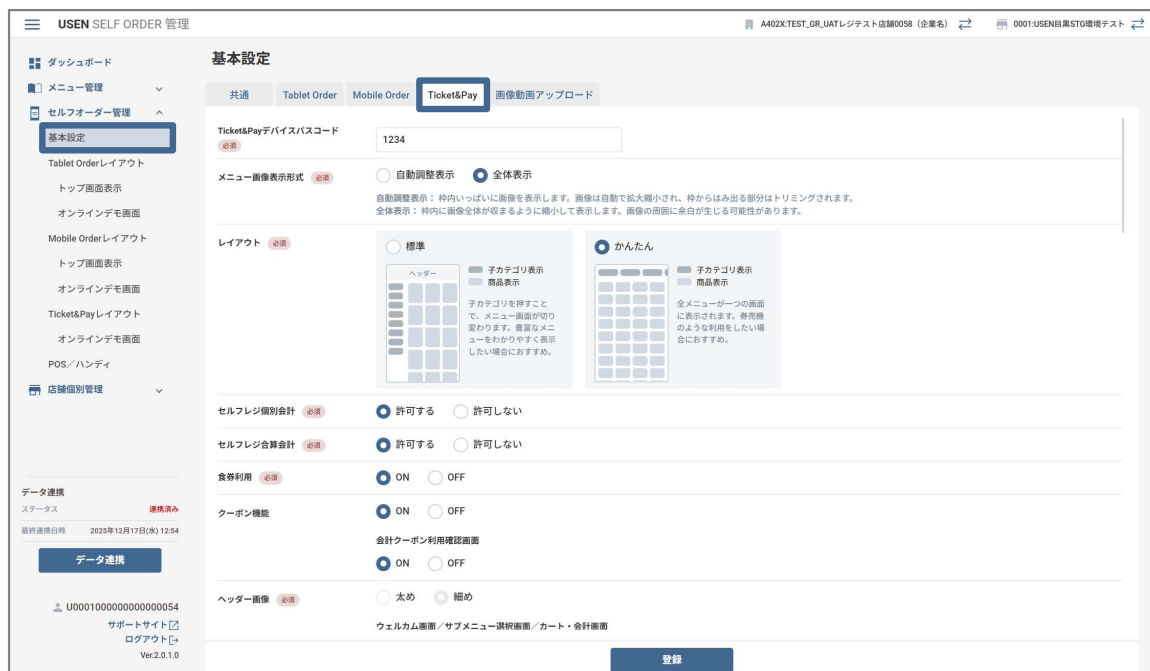 USEN SELF ORDER 管理
A402X:TEST_GR_UATレジテスト店舗0058（企業名）
0001:USEN目黒STG環境テスト
ダッシュボード
メニュー管理
セルフオーダー管理
基本設定
Tablet Orderレイアウト
トップ画面表示
オンラインデモ画面
Mobile Orderレイアウト
トップ画面表示
オンラインデモ画面
Ticket&Payレイアウト
オンラインデモ画面
POS／ハンディ
店舗個別管理
データ連携
ステータス 連携済み
最終連携日時 2025年12月17日(水) 12:54
データ連携
U0001000000000000054
サポートサイト
ログアウト
Ver.2.0.1.0
基本設定
共通 Tablet Order Mobile Order Ticket&Pay 画像動画アップロード
Ticket&Payデバイスパスコード
必須
1234
メニュー画像表示形式 必須
自動調整表示 全体表示
自動調整表示： 枠内いっぱいに画像を表示します。画像は自動で拡大縮小され、枠からはみ出る部分はトリミングされます。
全体表示： 枠内に画像全体が収まるように縮小して表示します。画像の周囲に余白が生じる可能性があります。
レイアウト 必須
標準
ヘッダー
子カテゴリ表示
商品表示
子カテゴリを押すこと
で、メニュー画面が切り
変わります。豊富なメニ
ューをわかりやすく表示
したい場合におすすめ。
かんたん
子カテゴリ表示
商品表示
全メニューが一つの画面
に表示されます。券売機
のような利用をしたい場
合におすすめ。
セルフレジ個別会計 必須
許可する 許可しない
セルフレジ合算会計 必須
許可する 許可しない
食券利用 必須
ON OFF
クーポン機能
ON OFF
会計クーポン利用確認画面
ON OFF
ヘッダー画像 必須
太め 細め
ウェルカム画面／サブメニュー選択画面／カート・会計画面
登録